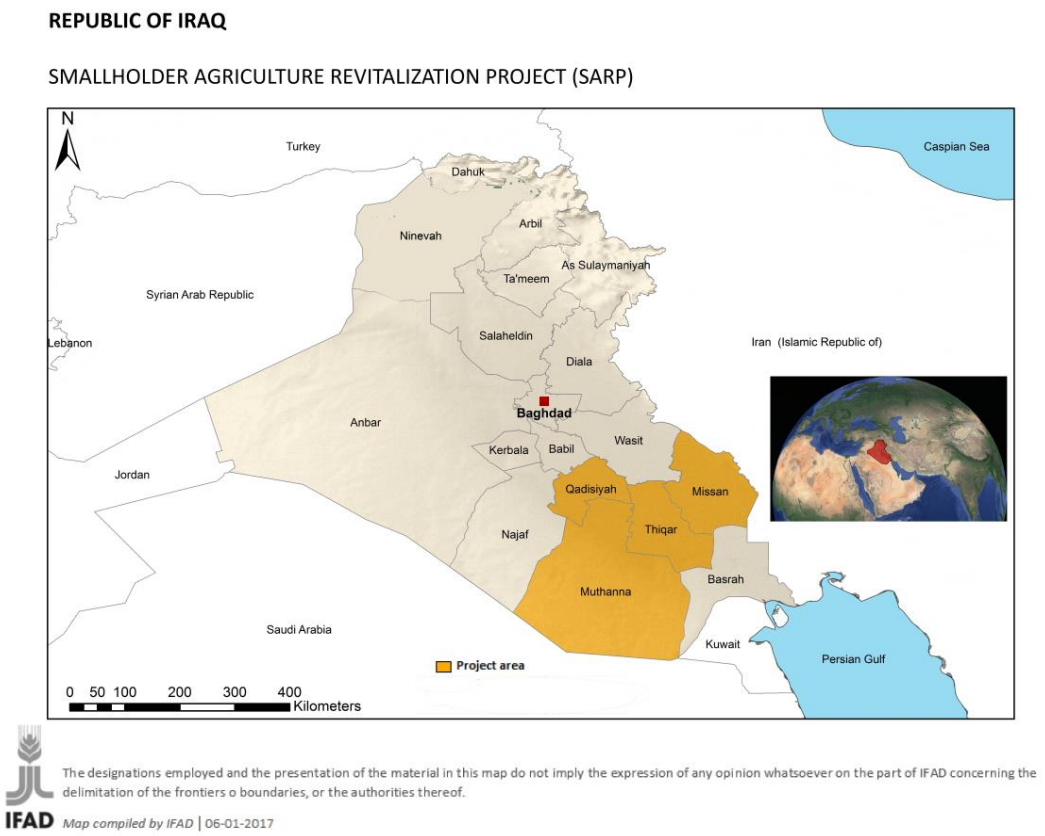 REPUBLIC OF IRAQ
SMALLHOLDER AGRICULTURE REVITALIZATION PROJECT (SARP)
N
Turkey
Caspian Sea
Dahuk
Arbil
Ninevah
As Sulaymaniyah
Ta'meem
Syrian Arab Republic
Salaheldin
Lebanon
Iran (Islamic Republic of)
Diala
Baghdad
Anbar
Wasit
Kerbala
Babil
Jordan
Qadisiyah
Missan
Thiqar
Najaf
Basrah
Muthanna
Saudi Arabia
Kuwait
Persian Gulf
Project area
0 50 100 200 300 400
Kilometers
The designations employed and the presentation of the material in this map do not imply the expression of any opinion whatsoever on the part of IFAD concerning the
delimitation of the frontiers o boundaries, or the authorities thereof.
IFAD Map compiled by IFAD | 06-01-2017